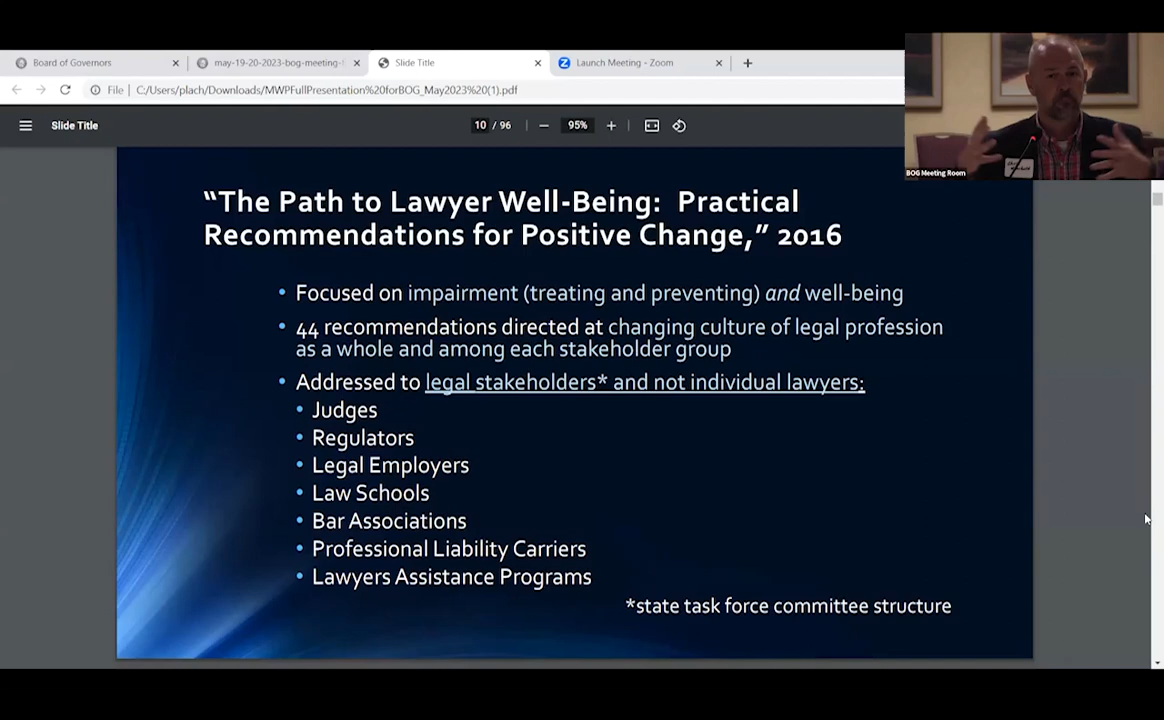 Board of Governors
may-19-20-2023-bog-meeting-
Slide Title
Launch Meeting - Zoom
File
C:/Users/plach/Downloads/MWPFullPresentation%20forBOG_May2023%20(1).pdf
Slide Title
10 / 96
95%
BOG Meeting Room
“The Path to Lawyer Well-Being: Practical
Recommendations for Positive Change,” 2016
• Focused on impairment (treating and preventing) and well-being
• 44 recommendations directed at changing culture of legal profession
as a whole and among each stakeholder group
• Addressed to legal stakeholders* and not individual lawyers:
• Judges
• Regulators
• Legal Employers
• Law Schools
• Bar Associations
• Professional Liability Carriers
• Lawyers Assistance Programs
*state task force committee structure